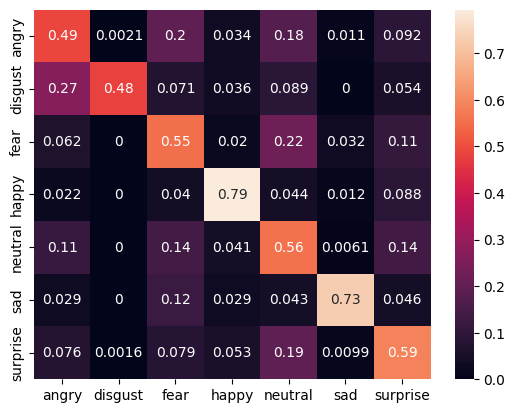 angry 0.49 0.0021 0.2 0.034 0.18 0.011 0.092
disgust 0.27 0.48 0.071 0.036 0.089 0 0.054
fear 0.062 0 0.55 0.02 0.22 0.032 0.11
happy 0.022 0 0.04 0.79 0.044 0.012 0.088
neutral 0.11 0 0.14 0.041 0.56 0.0061 0.14
sad 0.029 0 0.12 0.029 0.043 0.73 0.046
surprise 0.076 0.0016 0.079 0.053 0.19 0.0099 0.59
angry disgust fear happy neutral sad surprise
0.7
0.6
0.5
0.4
0.3
0.2
0.1
0.0